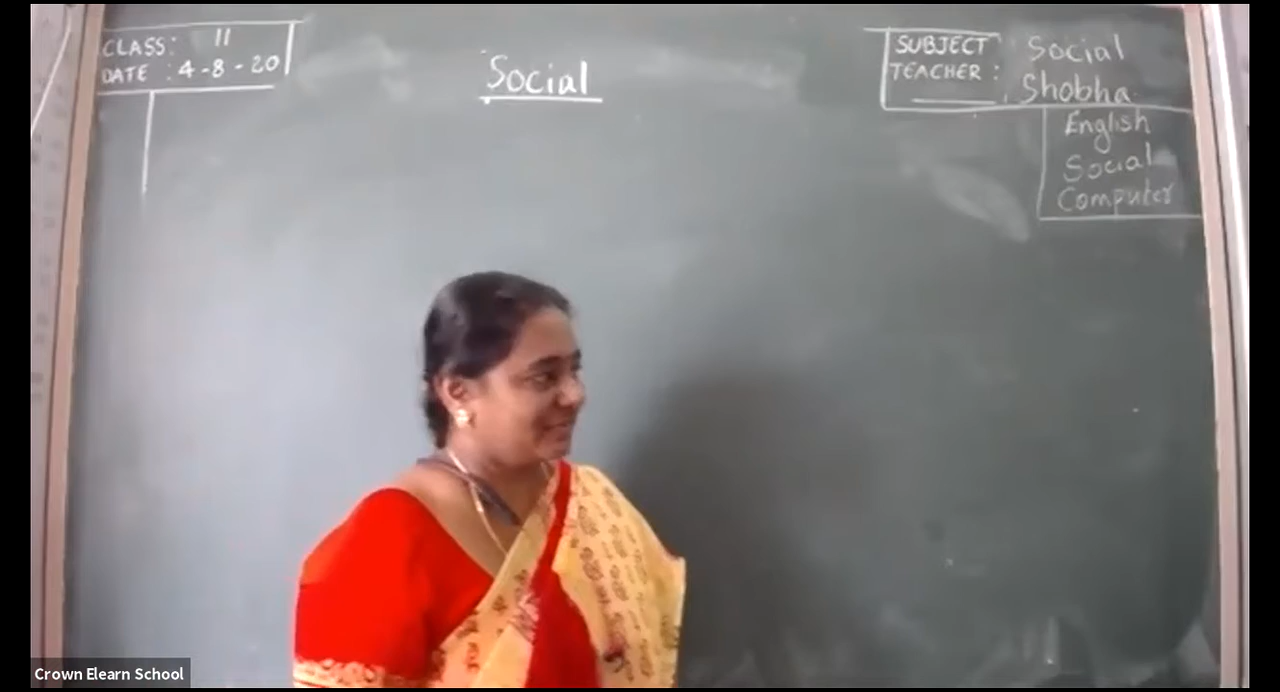 CLASS: 11
DATE : 4-8-20
Social
SUBJECT : Social
TEACHER : Shobha
English
Social
Computer
Crown Elearn School